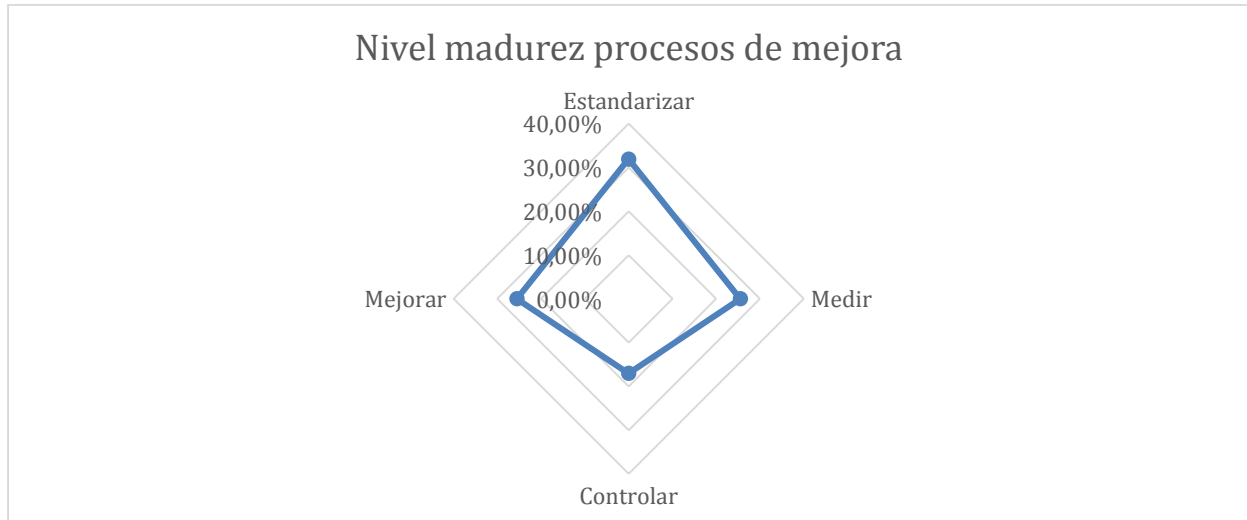 Nivel madurez procesos de mejora
Estandarizar
40,00%
30,00%
20,00%
10,00%
Mejorar
0,00%
Medir
Controlar